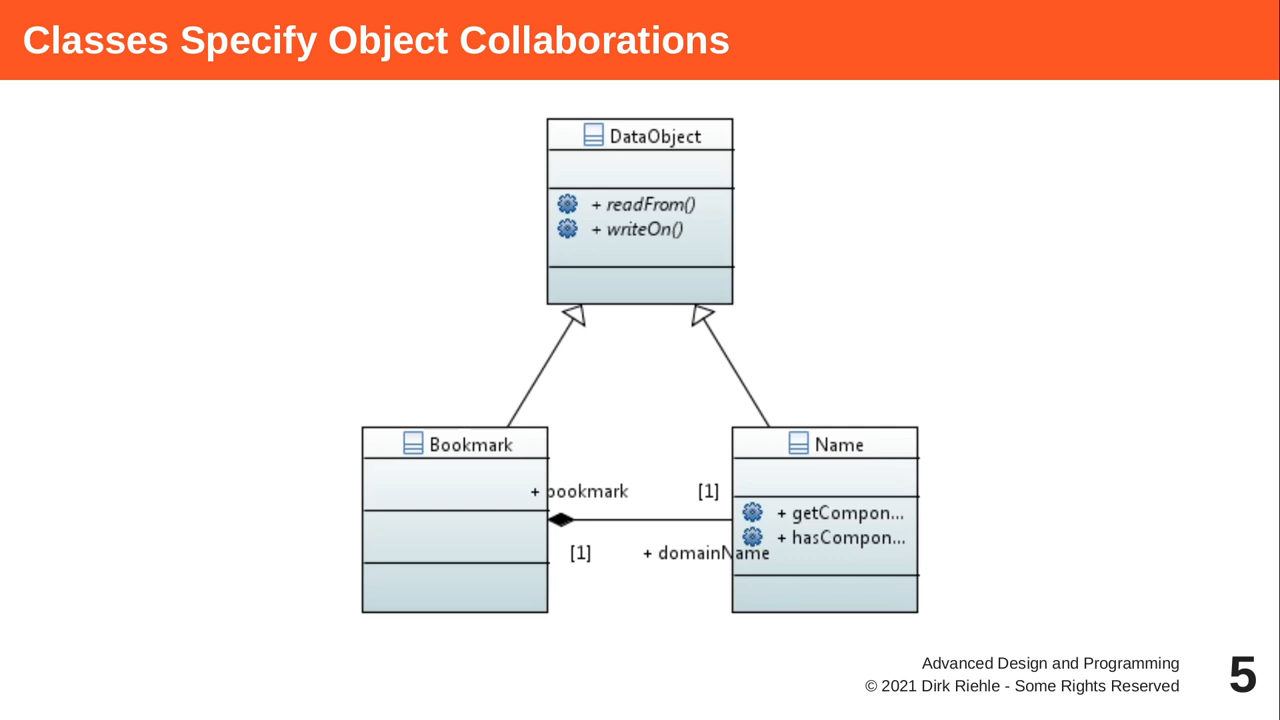 Classes Specify Object Collaborations
DataObject
+ readFrom()
+ writeOn()
Bookmark
Name
+ bookmark
[1]
+ getCompon...
+ hasCompon...
[1]
+ domainName
Advanced Design and Programming
© 2021 Dirk Riehle - Some Rights Reserved
5